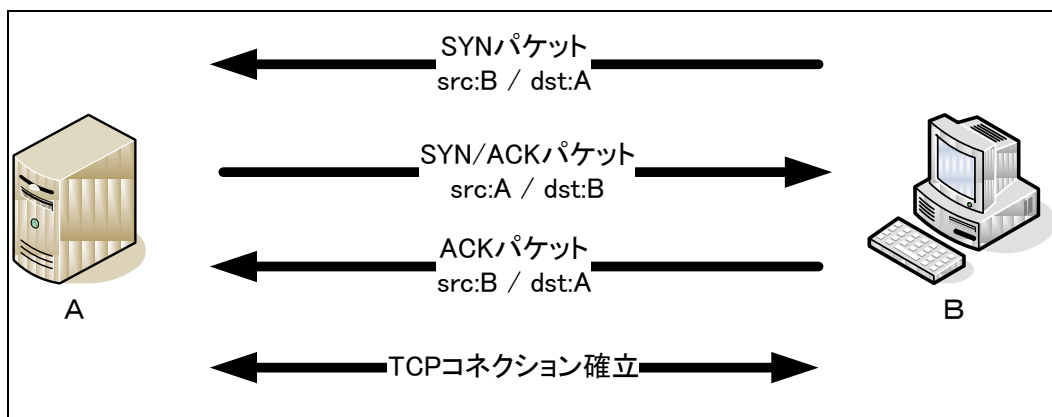 SYNパケット
src:B / dst:A
SYN/ACKパケット
src:A / dst:B
ACKパケット
src:B / dst:A
A
B
TCPコネクション確立